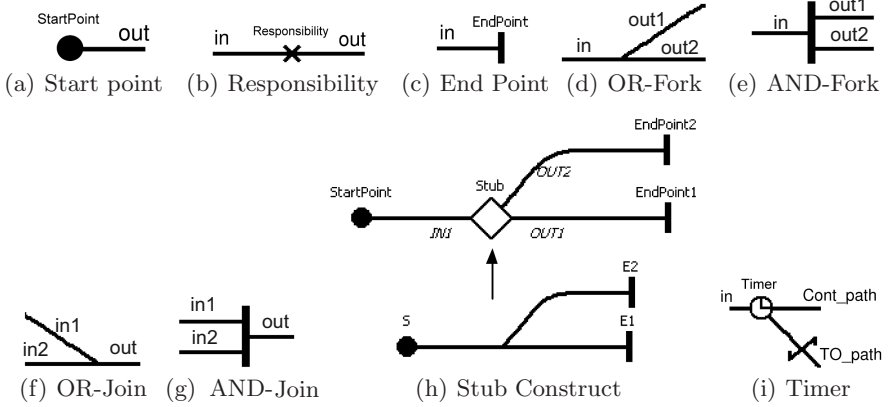 StartPoint
out
(a) Start point
Responsibility
in
out
(b) Responsibility
EndPoint
in
(c) End Point
out1
in
out2
(d) OR-Fork
out1
in
out2
(e) AND-Fork
EndPoint2
OUT2
Stub
StartPoint
EndPoint1
IN1
OUT1
E2
S
E1
in1
in2
out
(f) OR-Join
in1
in2
out
(g) AND-Join
(h) Stub Construct
Timer
in
Cont_path
TO_path
(i) Timer